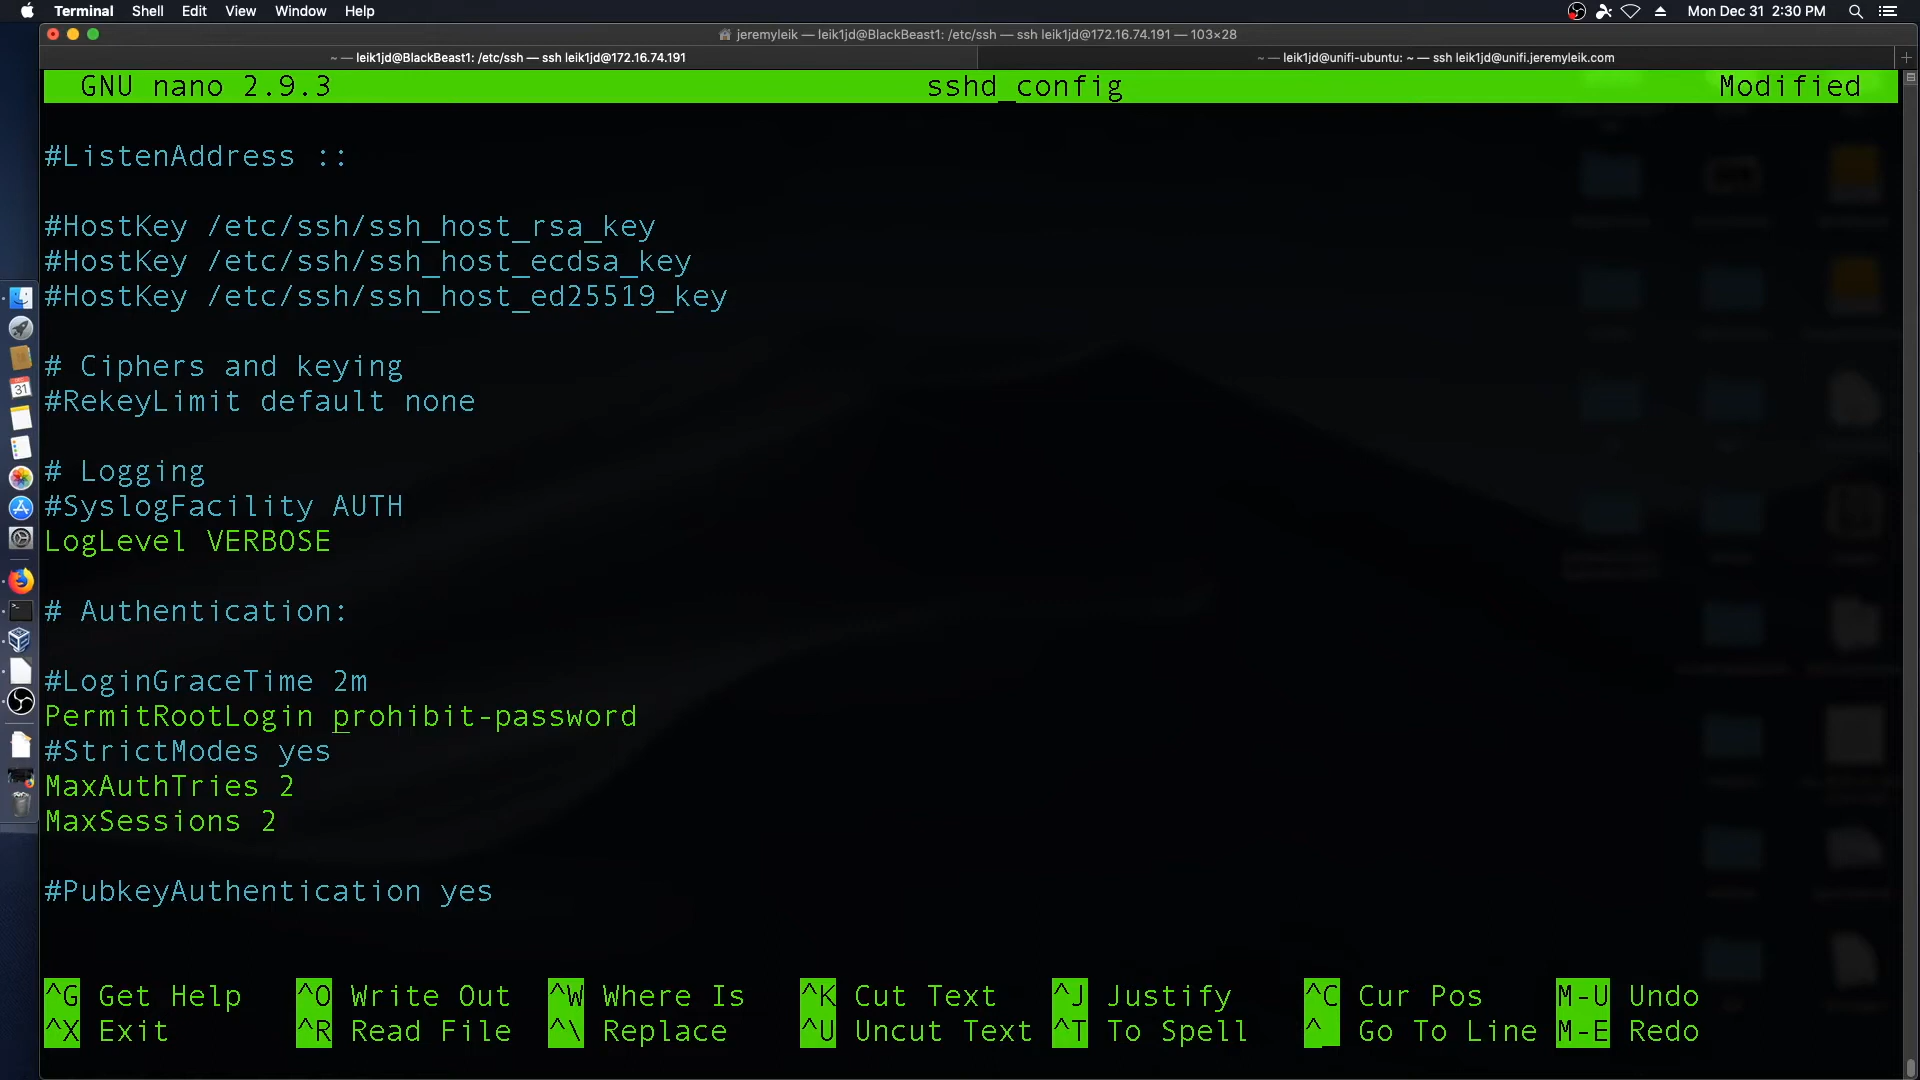 Terminal Shell Edit View Window Help Mon Dec 31 2:30 PM
jeremyleik — leik1jd@BlackBeast1: /etc/ssh — ssh leik1jd@172.16.74.191 — 103×28
~ — leik1jd@BlackBeast1: /etc/ssh — ssh leik1jd@172.16.74.191 ~ — leik1jd@unifi-ubuntu: ~ — ssh leik1jd@unifi.jeremyleik.com
GNU nano 2.9.3 sshd_config Modified
#ListenAddress ::
#HostKey /etc/ssh/ssh_host_rsa_key
#HostKey /etc/ssh/ssh_host_ecdsa_key
#HostKey /etc/ssh/ssh_host_ed25519_key
# Ciphers and keying
#RekeyLimit default none
# Logging
#SyslogFacility AUTH
LogLevel VERBOSE
# Authentication:
#LoginGraceTime 2m
PermitRootLogin prohibit-password
#StrictModes yes
MaxAuthTries 2
MaxSessions 2
#PubkeyAuthentication yes
^G Get Help ^O Write Out ^W Where Is ^K Cut Text ^J Justify ^C Cur Pos M-U Undo
^X Exit ^R Read File ^\ Replace ^U Uncut Text ^T To Spell ^_ Go To Line M-E Redo
31